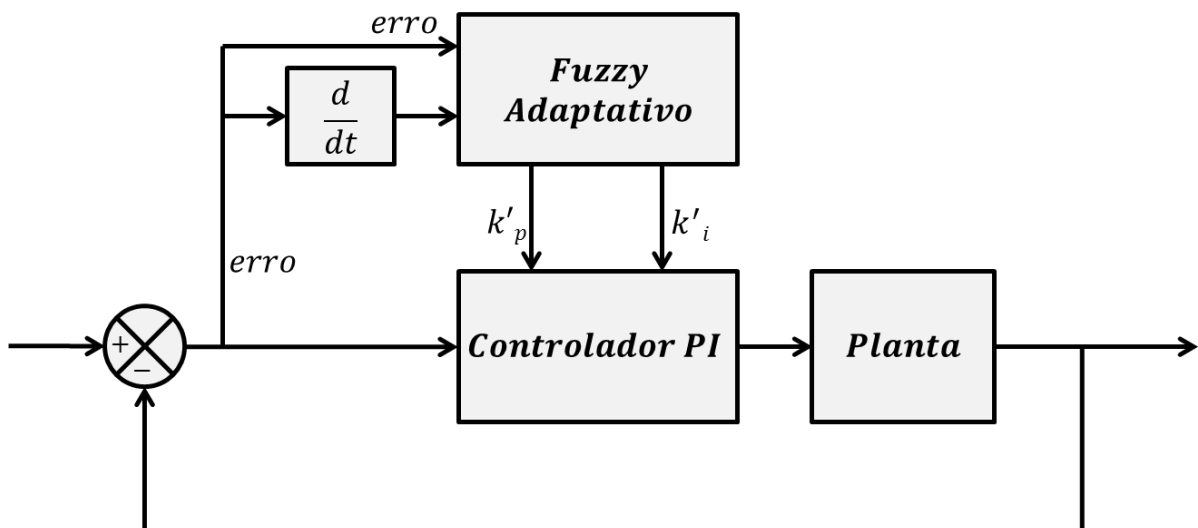 erro
Fuzzy
Adaptativo
d
dt
k'p
k'i
erro
+
−
Controlador PI
Planta